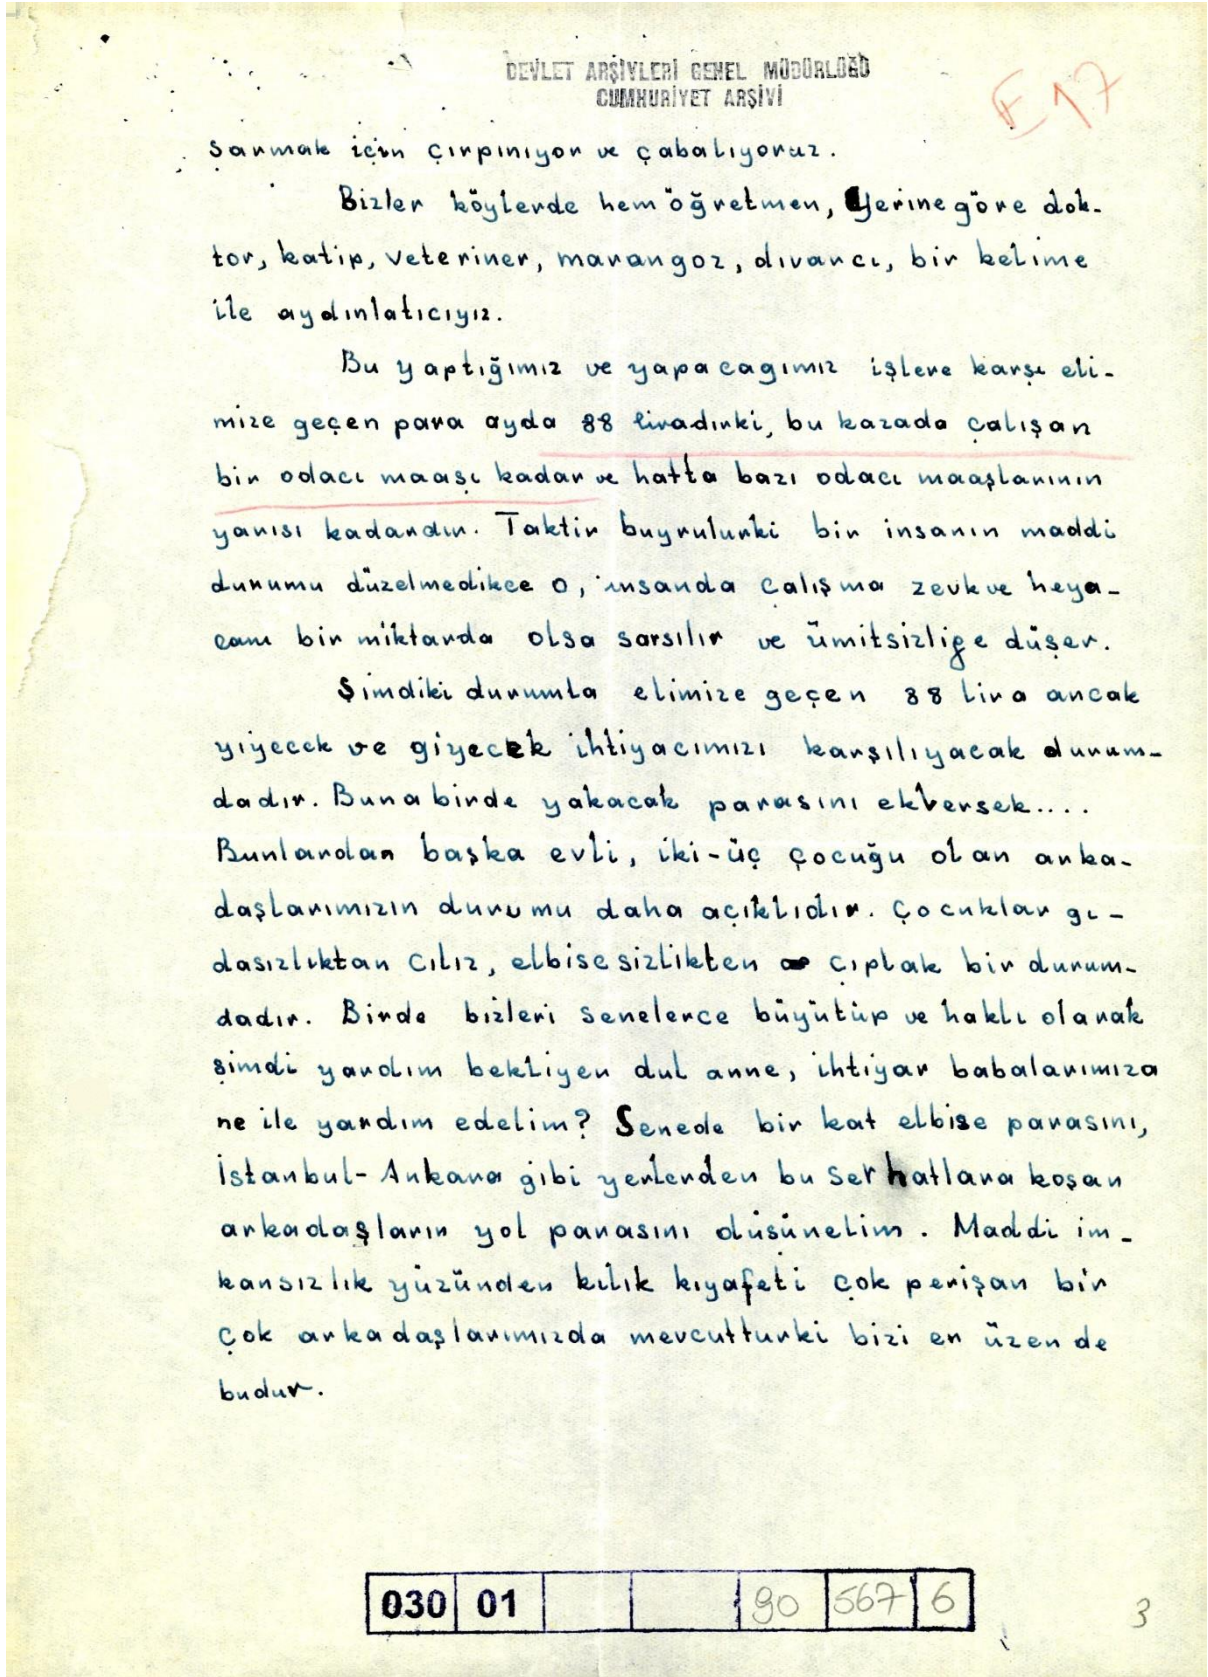 DEVLET ARŞİVLERİ GENEL MÜDÜRLÜĞÜ
CUMHURİYET ARŞİVİ
E 17
şarmak için çırpınıyor ve çabalıyoruz.
Bizler köylerde hem öğretmen, yerine göre dok-
tor, katip, veteriner, marangoz, dıvarcı, bir kelime
ile aydınlatıcıyız.
Bu yaptığımız ve yapacagımız işlere karşı eli-
mize geçen para ayda 88 liradırki, bu kazada çalışan
bir odacı maaşı kadar ve hatta bazı odacı maaşlarının
yarısı kadardır. Taktir buyrulurki bir insanın maddi
durumu düzelmedikce o, insanda çalışma zevk ve heya-
canı bir miktarda olsa sarsılır ve ümitsizlige düşer.
Şimdiki durumla elimize geçen 88 lira ancak
yiyecek ve giyecek ihtiyacımızı karşılıyacak durum-
dadır. Buna birde yakacak parasını eklersek....
Bunlardan başka evli, iki-üç çocuğu olan arka-
daşlarımızın durumu daha açıklıdır. Çocuklar gı-
dasızlıktan cılız, elbisesizlikten çıplak bir durum-
dadır. Birde bizleri senelerce büyütüp ve haklı olarak
şimdi yardım bekliyen dul anne, ihtiyar babalarımıza
ne ile yardım edelim? Senede bir kat elbise parasını,
İstanbul-Ankara gibi yerlerden bu serhatlara koşan
arkadaşların yol parasını düşünelim. Maddi im-
kansızlık yüzünden kılık kıyafeti çok perişan bir
çok arkadaşlarımızda mevcutturki bizi en üzen de
budur.
030 01 90 567 6
3